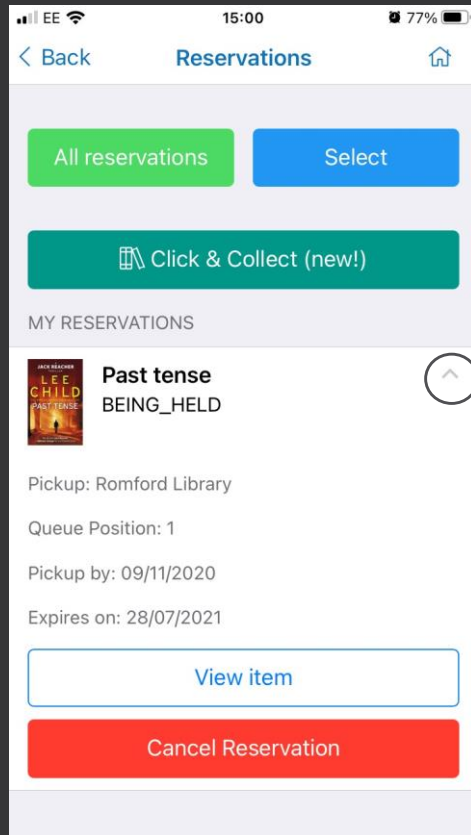 EE 15:00 77%
Back Reservations
All reservations Select
Click & Collect (new!)
MY RESERVATIONS
JACK REACHER
LEE
CHILD
PAST TENSE
Past tense
BEING_HELD
Pickup: Romford Library
Queue Position: 1
Pickup by: 09/11/2020
Expires on: 28/07/2021
View item
Cancel Reservation